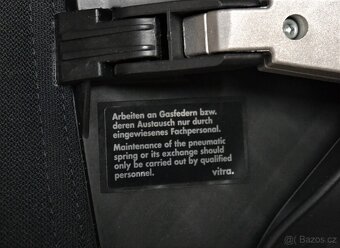 Arbeiten an Gasfedern bzw.
deren Austausch nur durch
eingewiesenes Fachpersonal.
Maintenance of the pneumatic
spring or its exchange should
only be carried out by qualified
personnel. vitra.
© Bazos.cz